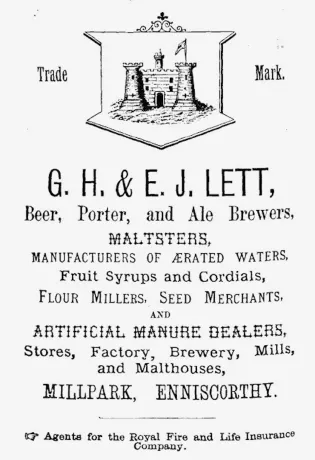 Trade Mark.
G. H. & E. J. LETT,
Beer, Porter, and Ale Brewers,
MALTSTERS,
MANUFACTURERS OF ÆRATED WATERS,
Fruit Syrups and Cordials,
FLOUR MILLERS, SEED MERCHANTS,
AND
ARTIFICIAL MANURE DEALERS,
Stores, Factory, Brewery, Mills,
and Malthouses,
MILLPARK, ENNISCORTHY.
☞ Agents for the Royal Fire and Life Insurance
Company.